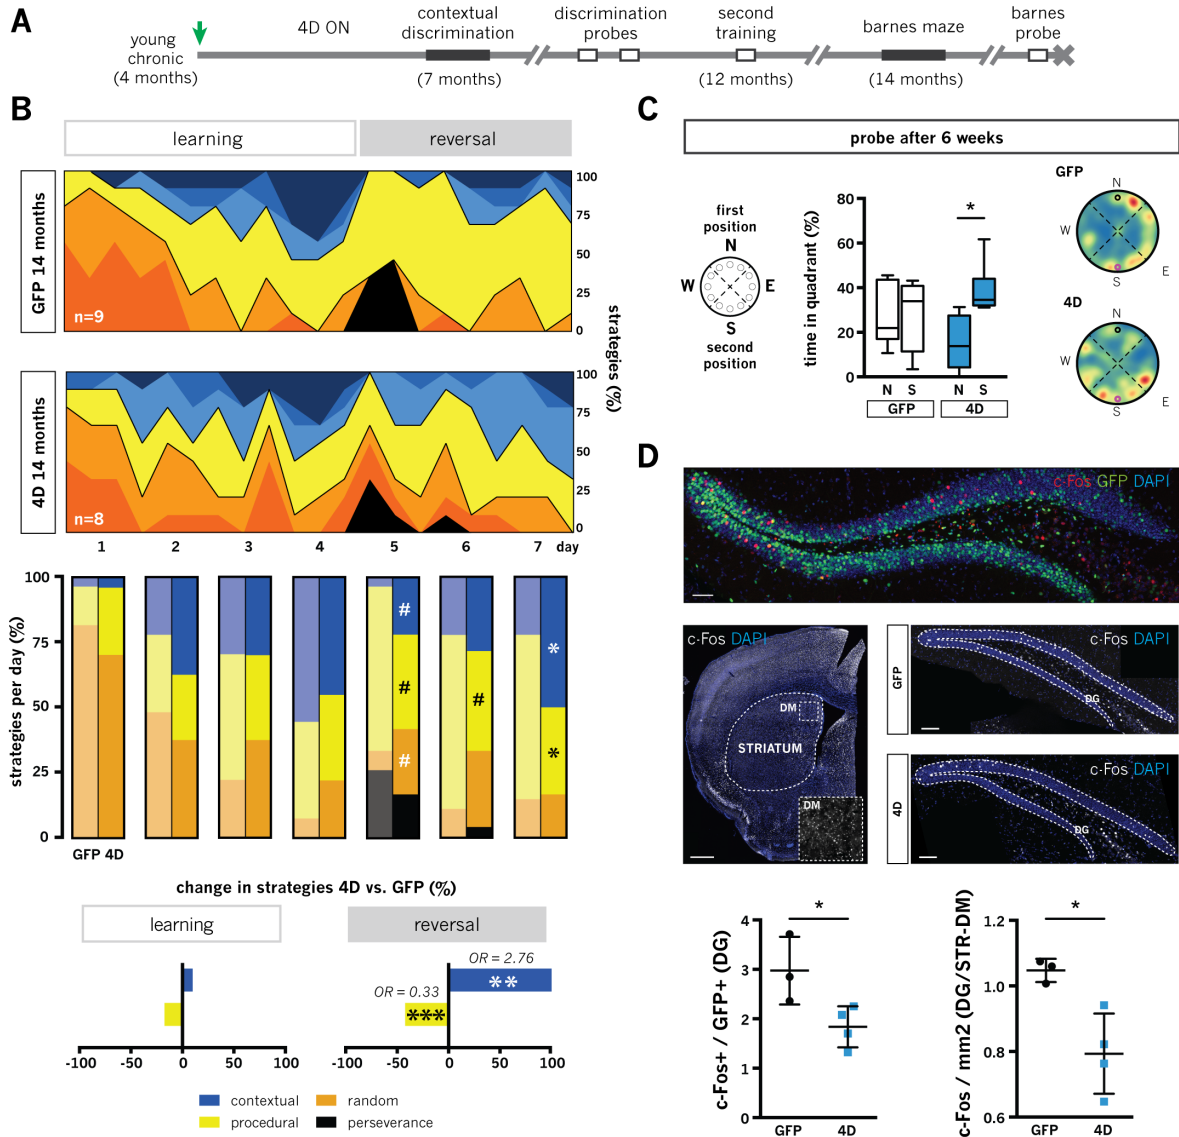 A
young
chronic
(4 months)
4D ON
contextual
discrimination
(7 months)
discrimination
probes
second
training
(12 months)
barnes maze
(14 months)
barnes
probe
B
learning
reversal
GFP 14 months
n=9
100
75
50
25
0
4D 14 months
n=8
100
75
50
25
0
strategies (%)
1 2 3 4 5 6 7 day
strategies per day (%)
100
75
50
25
0
#
#
#
#
*
*
GFP 4D
change in strategies 4D vs. GFP (%)
learning
reversal
OR = 2.76
**
OR = 0.33
***
-100 -50 0 50 100
-100 -50 0 50 100
contextual
random
procedural
perseverance
C
probe after 6 weeks
first
position
N
W
E
S
second
position
time in quadrant (%)
80
60
40
20
0
*
N S N S
GFP
4D
GFP
N
W
E
S
4D
N
W
E
S
D
c-Fos GFP DAPI
c-Fos DAPI
DM
STRIATUM
DM
GFP
c-Fos DAPI
DG
4D
c-Fos DAPI
DG
c-Fos+ / GFP+ (DG)
4
3
2
1
0
*
GFP 4D
c-Fos / mm2 (DG/STR-DM)
1.2
1.0
0.8
0.6
*
GFP 4D